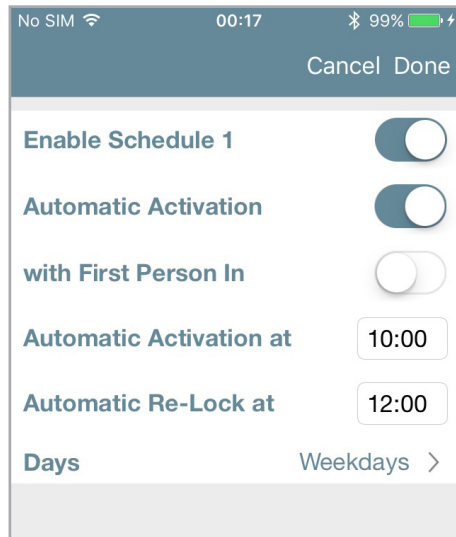 No SIM 00:17 99%
Cancel Done
Enable Schedule 1
Automatic Activation
with First Person In
Automatic Activation at 10:00
Automatic Re-Lock at 12:00
Days Weekdays